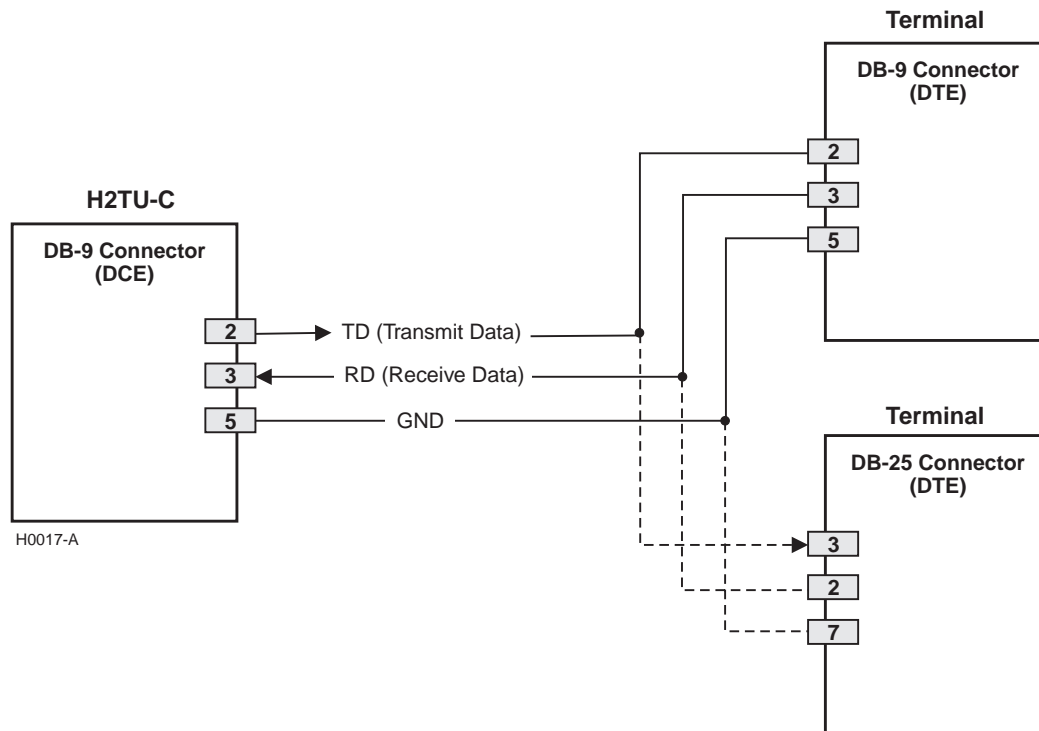 Terminal
DB-9 Connector
(DTE)
2
3
5
H2TU-C
DB-9 Connector
(DCE)
2
TD (Transmit Data)
3
RD (Receive Data)
5
GND
H0017-A
Terminal
DB-25 Connector
(DTE)
3
2
7